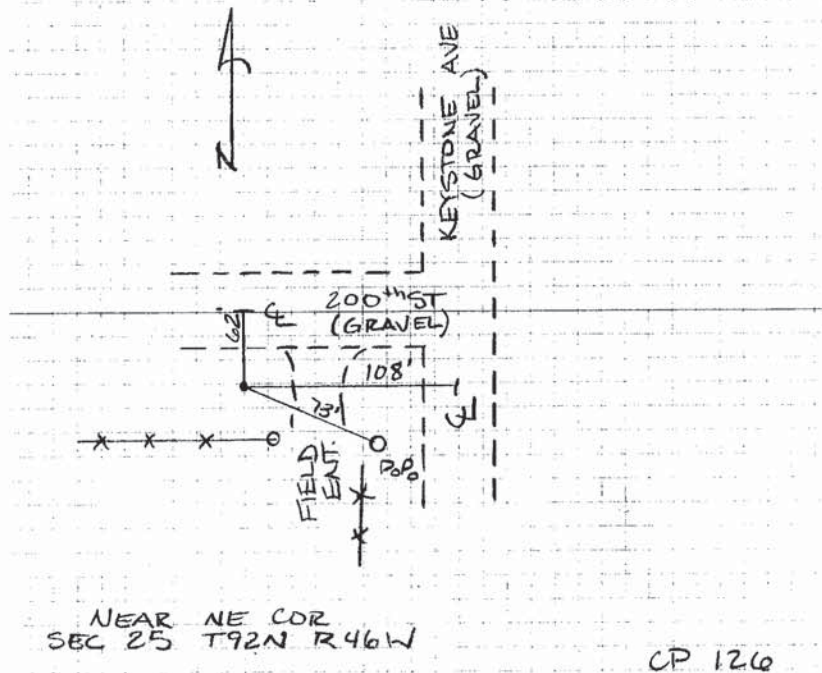 N
KEYSTONE AVE
(GRAVEL)
200th ST
(GRAVEL)
℄
62'
108'
73'
℄
P.P.
FIELD
ENT.
NEAR NE COR
SEC 25 T92N R46W
CP 126